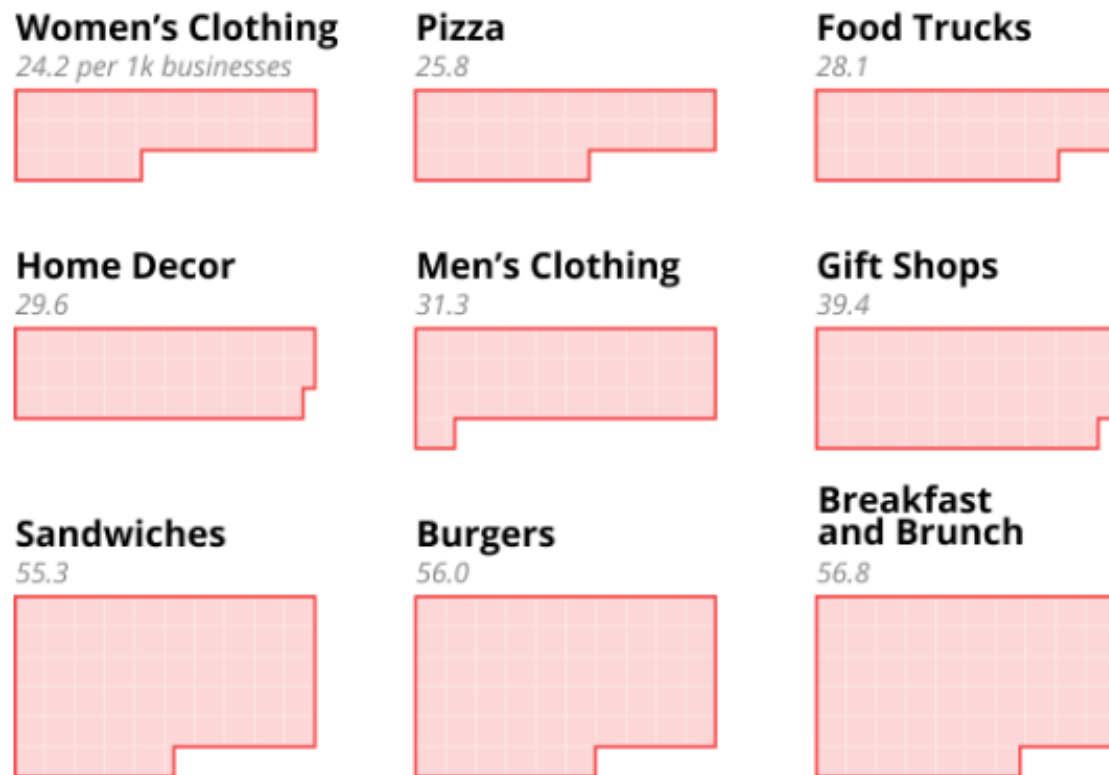 Women’s Clothing
24.2 per 1k businesses
Pizza
25.8
Food Trucks
28.1
Home Decor
29.6
Men’s Clothing
31.3
Gift Shops
39.4
Sandwiches
55.3
Burgers
56.0
Breakfast
and Brunch
56.8